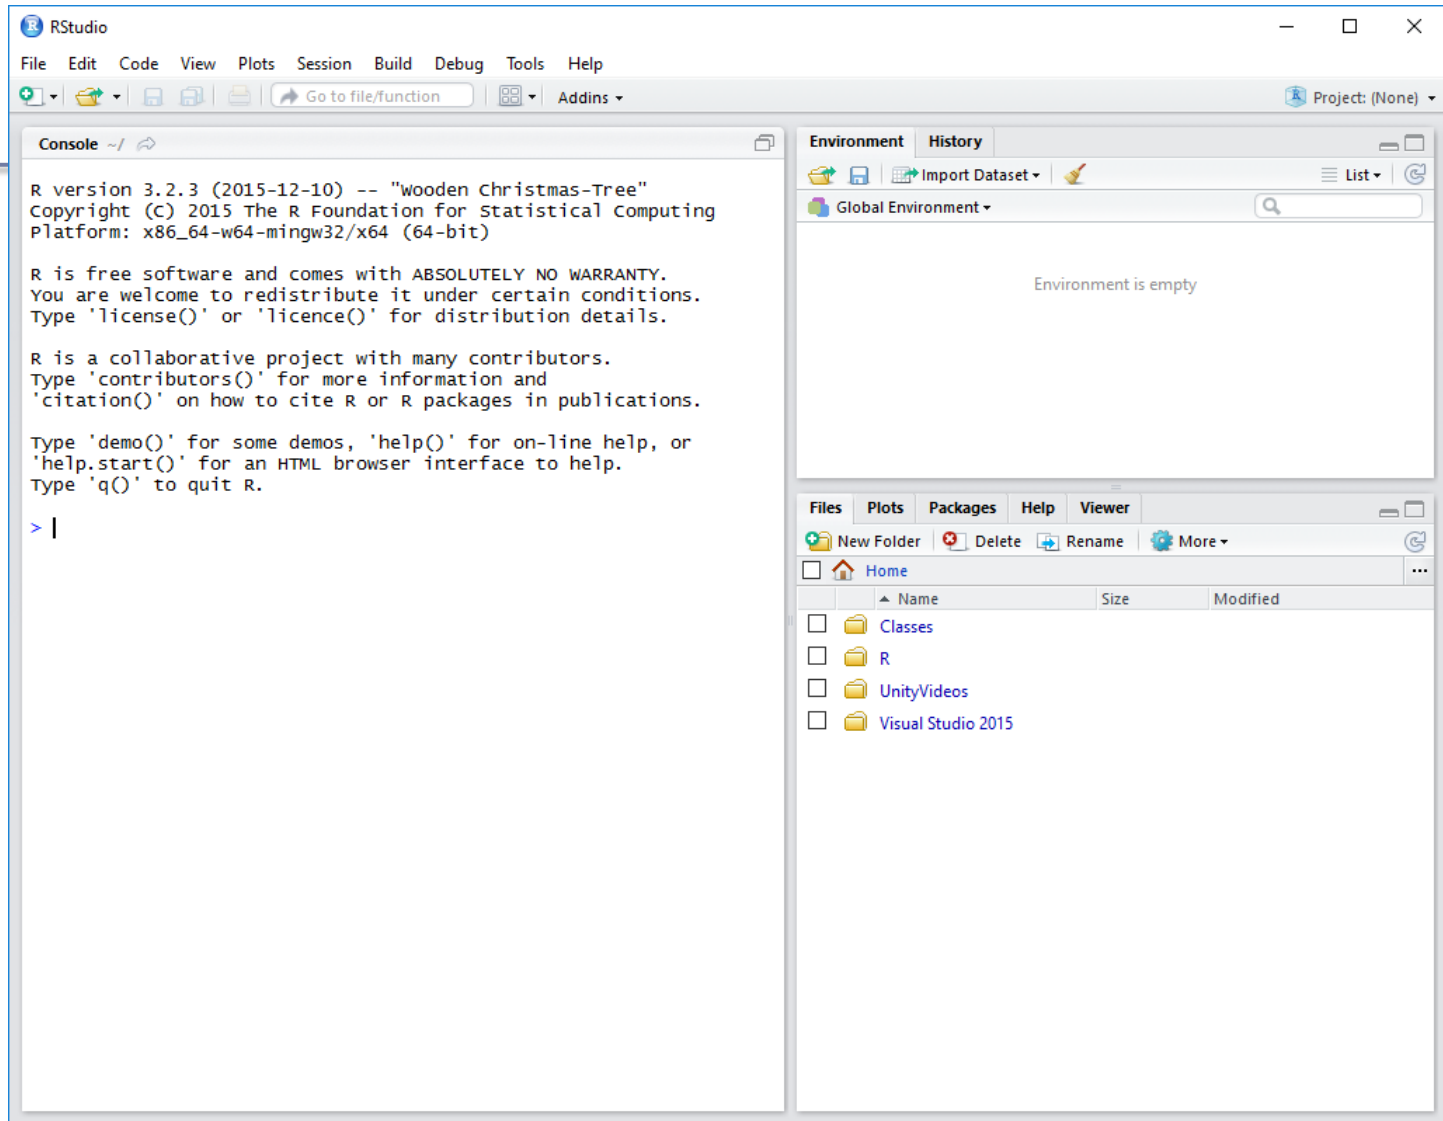 RStudio
File Edit Code View Plots Session Build Debug Tools Help
Go to file/function Addins Project: (None)
Console ~/
R version 3.2.3 (2015-12-10) -- "Wooden Christmas-Tree"
Copyright (C) 2015 The R Foundation for Statistical Computing
Platform: x86_64-w64-mingw32/x64 (64-bit)
R is free software and comes with ABSOLUTELY NO WARRANTY.
You are welcome to redistribute it under certain conditions.
Type 'license()' or 'licence()' for distribution details.
R is a collaborative project with many contributors.
Type 'contributors()' for more information and
'citation()' on how to cite R or R packages in publications.
Type 'demo()' for some demos, 'help()' for on-line help, or
'help.start()' for an HTML browser interface to help.
Type 'q()' to quit R.
>
Environment History
Import Dataset List
Global Environment
Environment is empty
Files Plots Packages Help Viewer
New Folder Delete Rename More
Home ...
Name Size Modified
Classes
R
UnityVideos
Visual Studio 2015